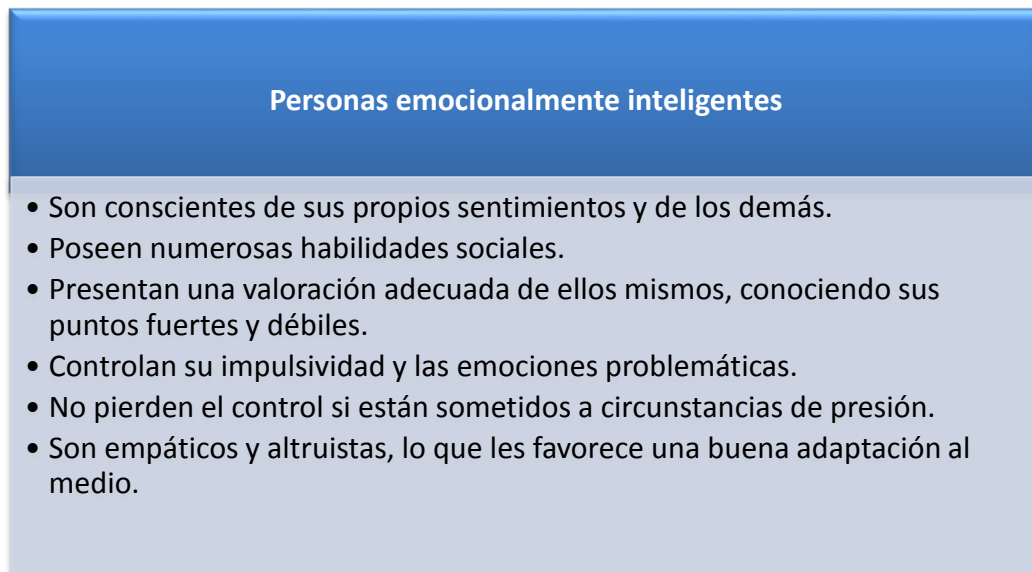 Personas emocionalmente inteligentes
• Son conscientes de sus propios sentimientos y de los demás.
• Poseen numerosas habilidades sociales.
• Presentan una valoración adecuada de ellos mismos, conociendo sus
puntos fuertes y débiles.
• Controlan su impulsividad y las emociones problemáticas.
• No pierden el control si están sometidos a circunstancias de presión.
• Son empáticos y altruistas, lo que les favorece una buena adaptación al
medio.